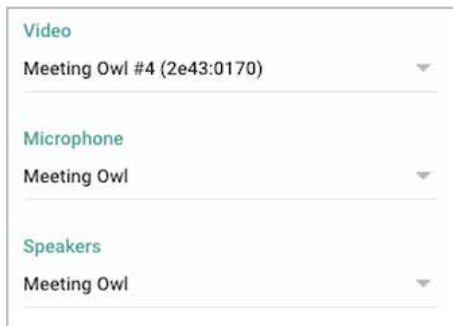 Video
Meeting Owl #4 (2e43:0170)
Microphone
Meeting Owl
Speakers
Meeting Owl